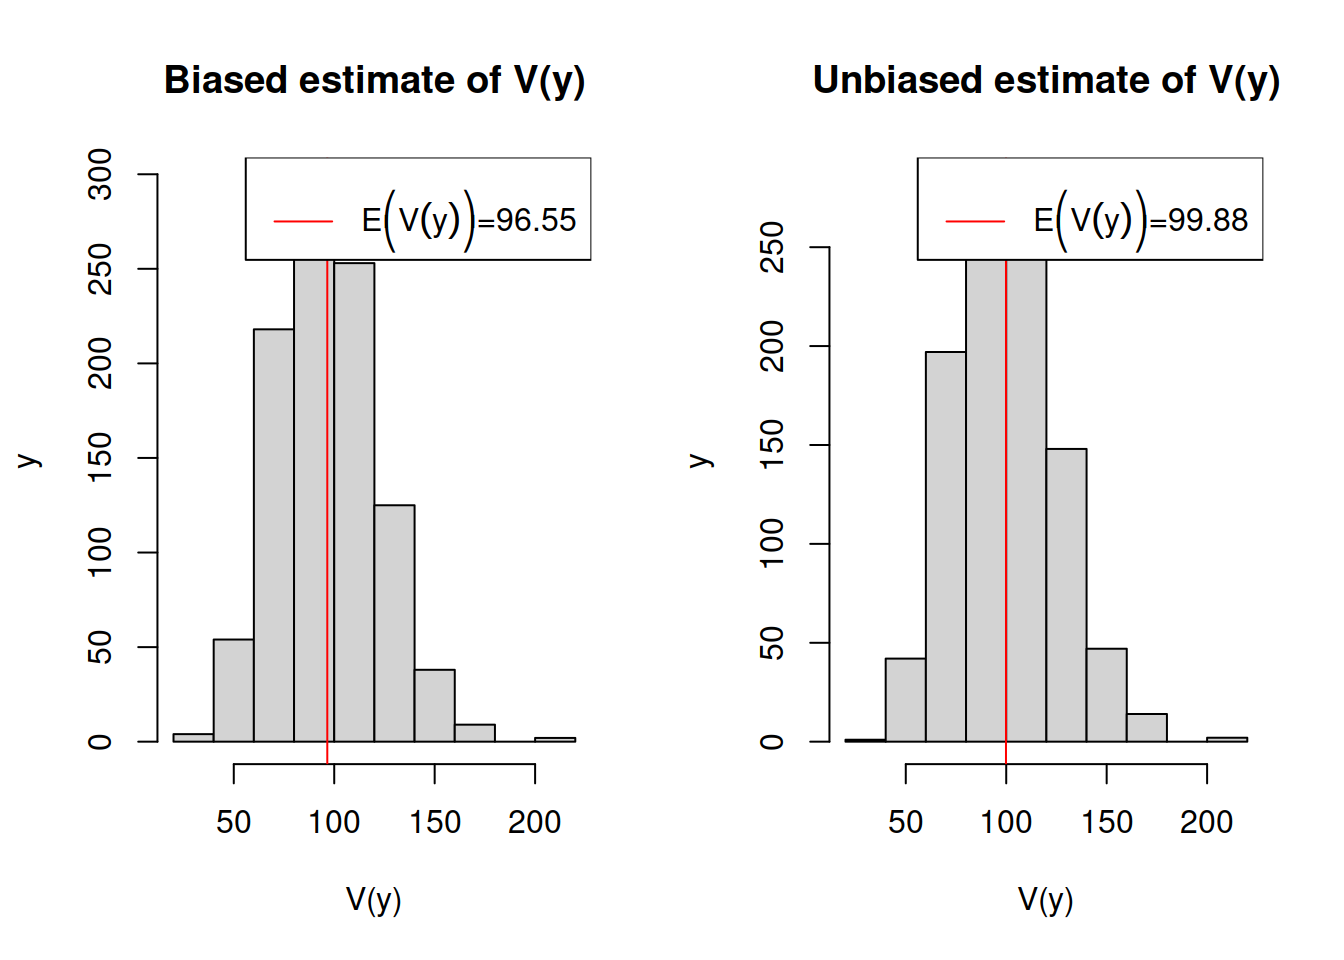 Biased estimate of V(y)
E(V(y))=96.55
300
250
200
150
100
50
0
y
50 100 150 200
V(y)
Unbiased estimate of V(y)
E(V(y))=99.88
250
200
150
100
50
0
y
50 100 150 200
V(y)